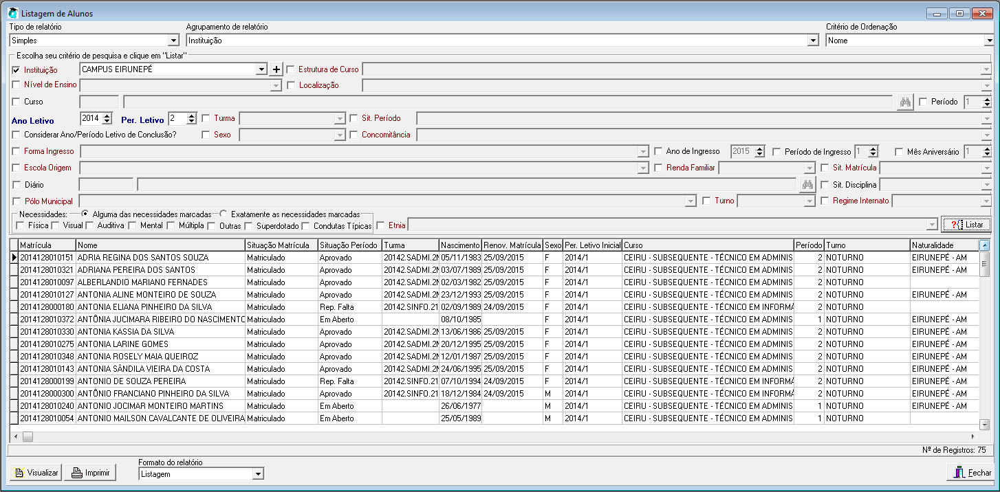 Listagem de Alunos
Tipo de relatório Agrupamento de relatório Critério de Ordenação
Simples Instituição Nome
Escolha seu critério de pesquisa e clique em "Listar"
Instituição CAMPUS EIRUNEPÉ + Estrutura de Curso
Nível de Ensino Localização
Curso Período 1
Ano Letivo 2014 Per. Letivo 2 Turma Sit. Período
Considerar Ano/Período Letivo de Conclusão? Sexo Concomitância
Forma Ingresso Ano de Ingresso 2015 Período de Ingresso 1 Mês Aniversário 1
Escola Origem Renda Familiar Sit. Matrícula
Diário Sit. Disciplina
Pólo Municipal Turno Regime Internato
Necessidades: Alguma das necessidades marcadas Exatamente as necessidades marcadas
Física Visual Auditiva Mental Múltipla Outras Superdotado Condutas Típicas Etnia Listar
Matrícula Nome Situação Matrícula Situação Período Turma Nascimento Renov. Matrícula Sexo Per. Letivo Inicial Curso Período Turno Naturalidade
2014128010151 ADRIA REGINA DOS SANTOS SOUZA Matriculado Aprovado 20142.SADMI.2N 05/11/1983 25/09/2015 F 2014/1 CEIRU - SUBSEQUENTE - TÉCNICO EM ADMINIS 2 NOTURNO EIRUNEPÉ - AM
2014128010321 ADRIANA PEREIRA DOS SANTOS Matriculado Aprovado 20142.SADMI.2N 03/07/1989 25/09/2015 F 2014/1 CEIRU - SUBSEQUENTE - TÉCNICO EM ADMINIS 2 NOTURNO EIRUNEPÉ - AM
2014128010097 ALBERLANDIO MARIANO FERNADES Matriculado Aprovado 20142.SADMI.2N 02/03/1982 25/09/2015 F 2014/1 CEIRU - SUBSEQUENTE - TÉCNICO EM ADMINIS 2 NOTURNO
2014128010127 ANTONIA ALINE MONTEIRO DE SOUZA Matriculado Aprovado 20142.SADMI.2N 23/12/1993 25/09/2015 F 2014/1 CEIRU - SUBSEQUENTE - TÉCNICO EM ADMINIS 2 NOTURNO EIRUNEPÉ - AM
2014128000180 ANTONIA ELIANA PINHEIRO DA SILVA Matriculado Rep. Falta 20142.SINFO.21 02/09/1989 24/09/2015 F 2014/1 CEIRU - SUBSEQUENTE - TÉCNICO EM INFORMÁ 2 NOTURNO
2014128010372 ANTÔNIA JUCIMARA RIBEIRO DO NASCIMENTO Matriculado Em Aberto 08/10/1985 F 2014/1 CEIRU - SUBSEQUENTE - TÉCNICO EM ADMINIS 1 NOTURNO EIRUNEPÉ - AM
2014128010330 ANTONIA KASSIA DA SILVA Matriculado Aprovado 20142.SADMI.2N 13/06/1986 25/09/2015 F 2014/1 CEIRU - SUBSEQUENTE - TÉCNICO EM ADMINIS 2 NOTURNO EIRUNEPÉ - AM
2014128010275 ANTONIA LARINE GOMES Matriculado Aprovado 20142.SADMI.2N 20/12/1995 25/09/2015 F 2014/1 CEIRU - SUBSEQUENTE - TÉCNICO EM ADMINIS 2 NOTURNO EIRUNEPÉ - AM
2014128010348 ANTONIA ROSELY MAIA QUEIROZ Matriculado Aprovado 20142.SADMI.2N 12/01/1987 25/09/2015 F 2014/1 CEIRU - SUBSEQUENTE - TÉCNICO EM ADMINIS 2 NOTURNO EIRUNEPÉ - AM
2014128010143 ANTONIA SÂNDILA VIEIRA DA COSTA Matriculado Aprovado 20142.SADMI.2N 24/06/1995 25/09/2015 F 2014/1 CEIRU - SUBSEQUENTE - TÉCNICO EM ADMINIS 2 NOTURNO EIRUNEPÉ - AM
2014128000199 ANTONIO DE SOUZA PEREIRA Matriculado Rep. Falta 20142.SINFO.21 07/10/1994 24/09/2015 F 2014/1 CEIRU - SUBSEQUENTE - TÉCNICO EM INFORMÁ 2 NOTURNO EIRUNEPÉ - AM
2014128000300 ANTÔNIO FRANCIANO PINHEIRO DA SILVA Matriculado Aprovado 20142.SINFO.21 18/12/1984 24/09/2015 M 2014/1 CEIRU - SUBSEQUENTE - TÉCNICO EM INFORMÁ 2 NOTURNO EIRUNEPÉ - AM
2014128010240 ANTONIO JOCIMAR MONTEIRO MARTINS Matriculado Em Aberto 26/06/1977 M 2014/1 CEIRU - SUBSEQUENTE - TÉCNICO EM ADMINIS 1 NOTURNO EIRUNEPÉ - AM
2014128010054 ANTONIO MAILSON CAVALCANTE DE OLIVEIRA Matriculado Em Aberto 25/05/1989 M 2014/1 CEIRU - SUBSEQUENTE - TÉCNICO EM ADMINIS 1 NOTURNO
Nº de Registros: 75
Formato do relatório
Visualizar Imprimir Listagem Fechar